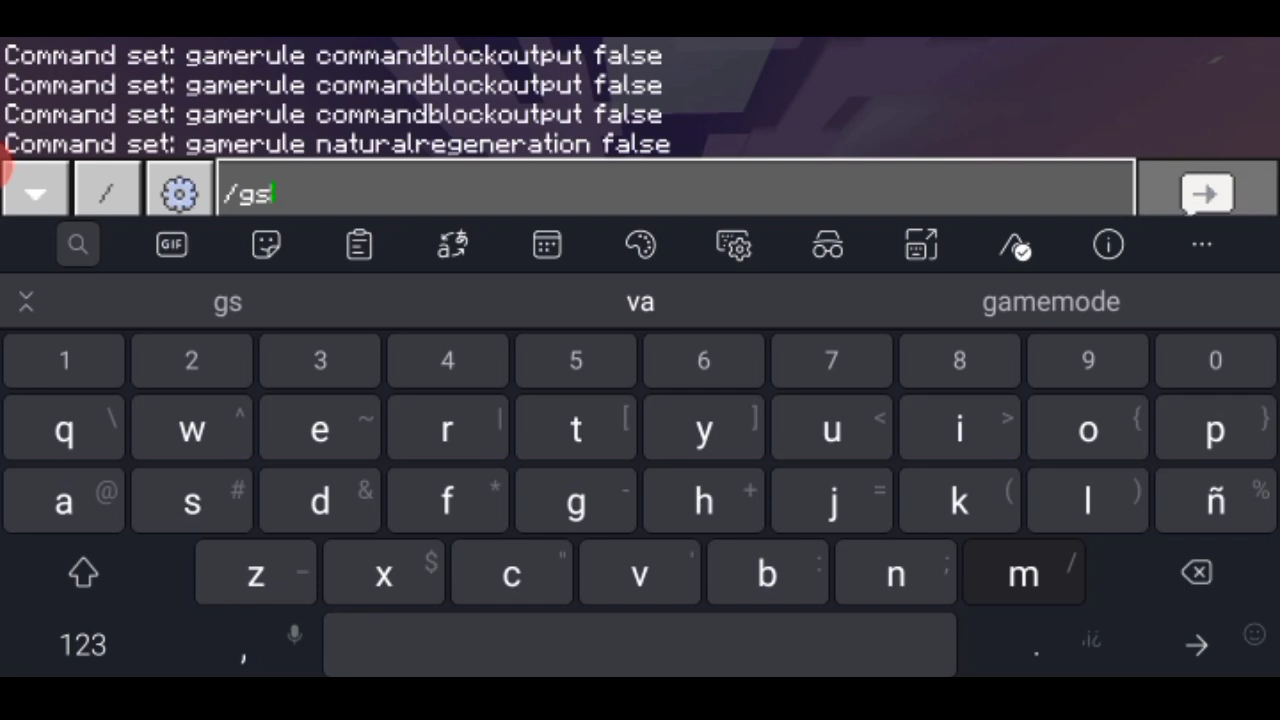 Command set: gamerule commandblockoutput false
Command set: gamerule commandblockoutput false
Command set: gamerule commandblockoutput false
Command set: gamerule naturalregeneration false
/
/gs
GIF
gs va gamemode
1 2 3 4 5 6 7 8 9 0
q \ w ^ e ~ r | t [ y ] u < i > o { p }
a @ s # d & f * g - h + j = k ( l ) ñ %
z _ x $ c " v ' b : n ; m /
123 , . ,i¿